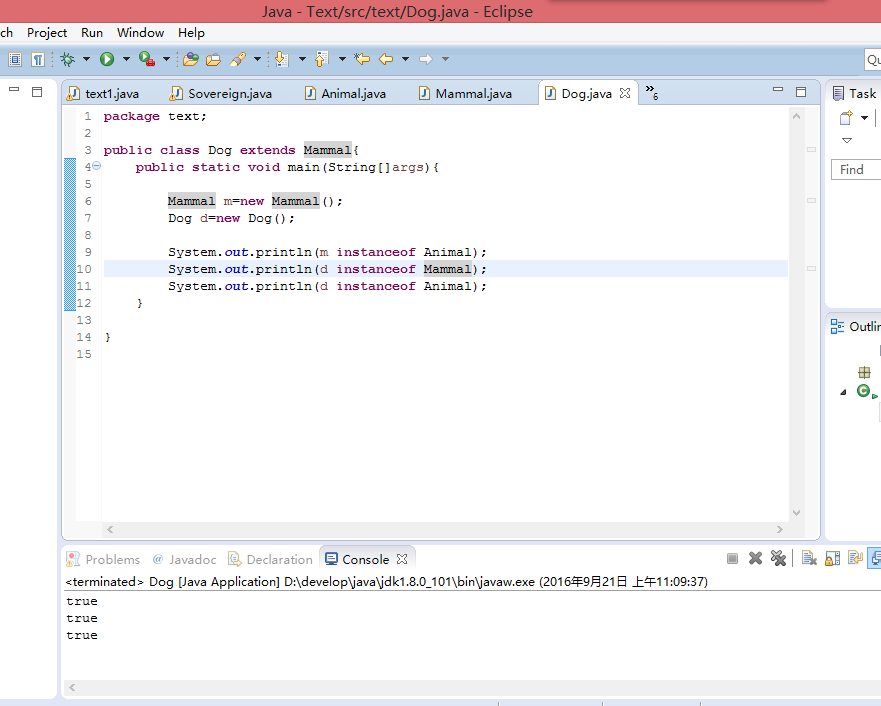 Java - Text/src/text/Dog.java - Eclipse
ch Project Run Window Help
Qu
text1.java Sovereign.java Animal.java Mammal.java Dog.java »6
Task
Find
1 package text;
2
3 public class Dog extends Mammal{
4 public static void main(String[]args){
5
6 Mammal m=new Mammal();
7 Dog d=new Dog();
8
9 System.out.println(m instanceof Animal);
10 System.out.println(d instanceof Mammal);
11 System.out.println(d instanceof Animal);
12 }
13
14 }
15
Outlin
Problems @ Javadoc Declaration Console
<terminated> Dog [Java Application] D:\develop\java\jdk1.8.0_101\bin\javaw.exe (2016年9月21日 上午11:09:37)
true
true
true